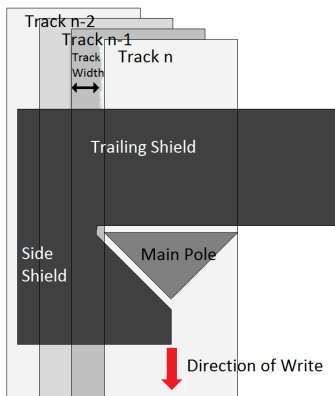 Track n-2
Track n-1
Track n
Track
Width
Trailing Shield
Side
Shield
Main Pole
Direction of Write